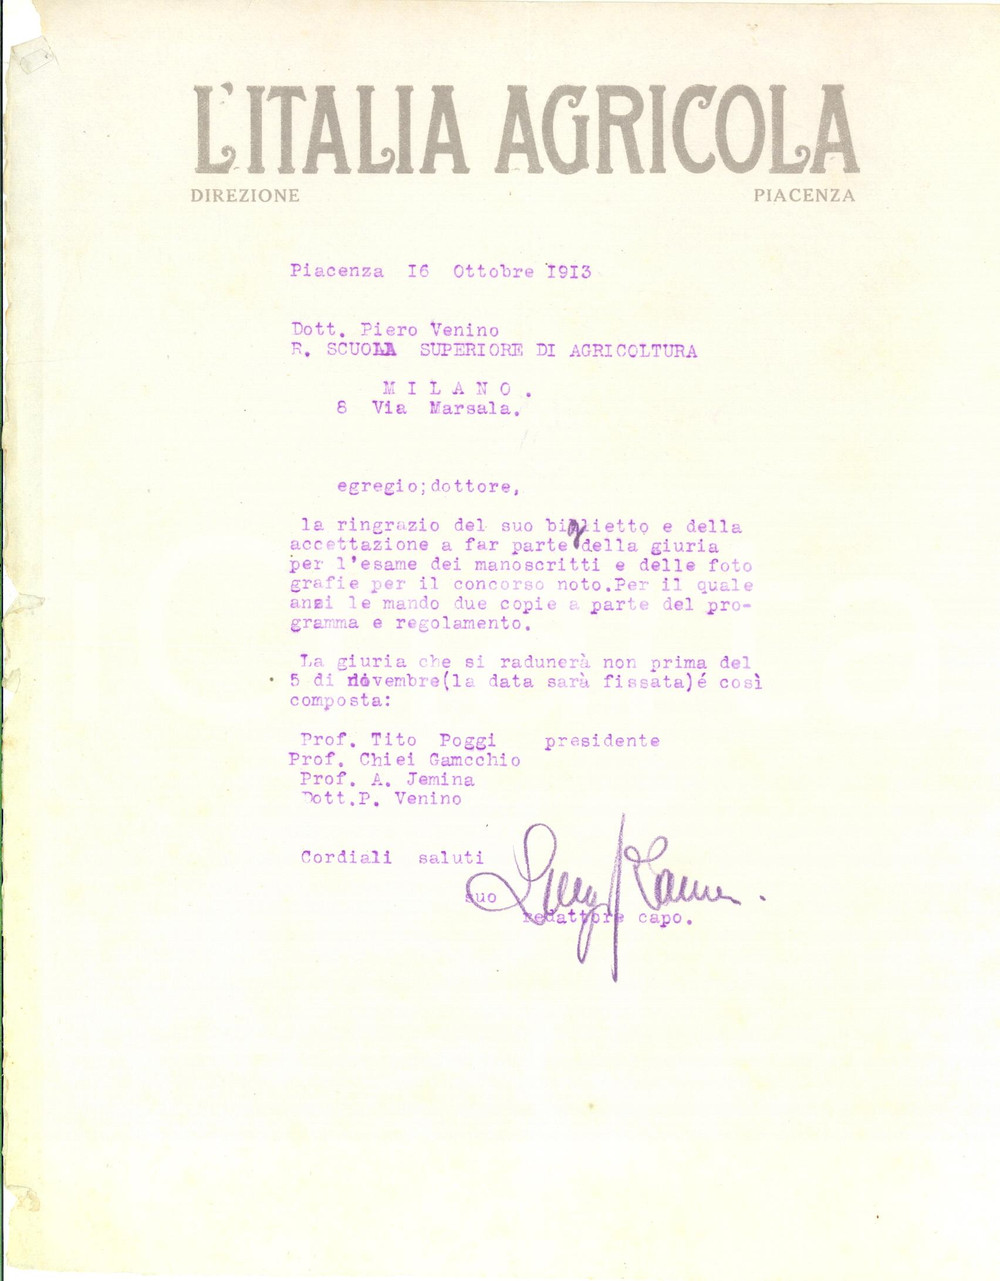 L'ITALIA AGRICOLA
DIREZIONE PIACENZA
Piacenza 16 Ottobre 1913
Dott. Piero Venino
R. SCUOLA SUPERIORE DI AGRICOLTURA
M I L A N O .
8 Via Marsala.
egregio;dottore,
la ringrazio del suo biglietto e della
accettazione a far parte della giuria
per l'esame dei manoscritti e delle foto
grafie per il concorso noto.Per il quale
anzi le mando due copie a parte del pro-
gramma e regolamento.
La giuria che si radunerà non prima del
5 di novembre(la data sarà fissata)é così
composta:
Prof. Tito Poggi presidente
Prof. Chiei Gamcchio
Prof. A. Jemina
Dott.P. Venino
Cordiali saluti
suo
redattore capo.